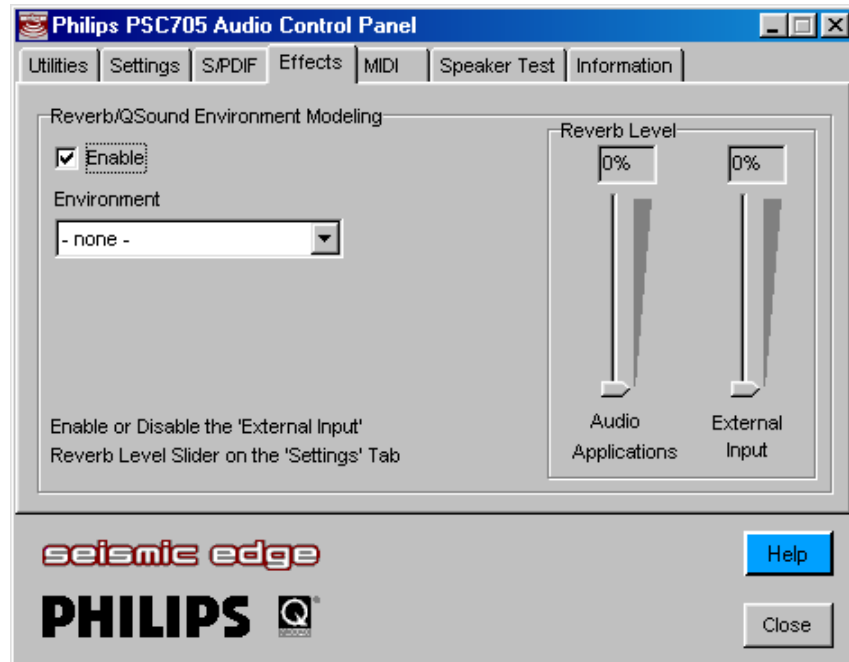 Philips PSC705 Audio Control Panel
Utilities
Settings
S/PDIF
Effects
MIDI
Speaker Test
Information
Reverb/QSound Environment Modeling
Enable
Environment
- none -
Enable or Disable the 'External Input'
Reverb Level Slider on the 'Settings' Tab
Reverb Level
0%
0%
Audio
Applications
External
Input
seismic edge
PHILIPS
Q
Help
Close